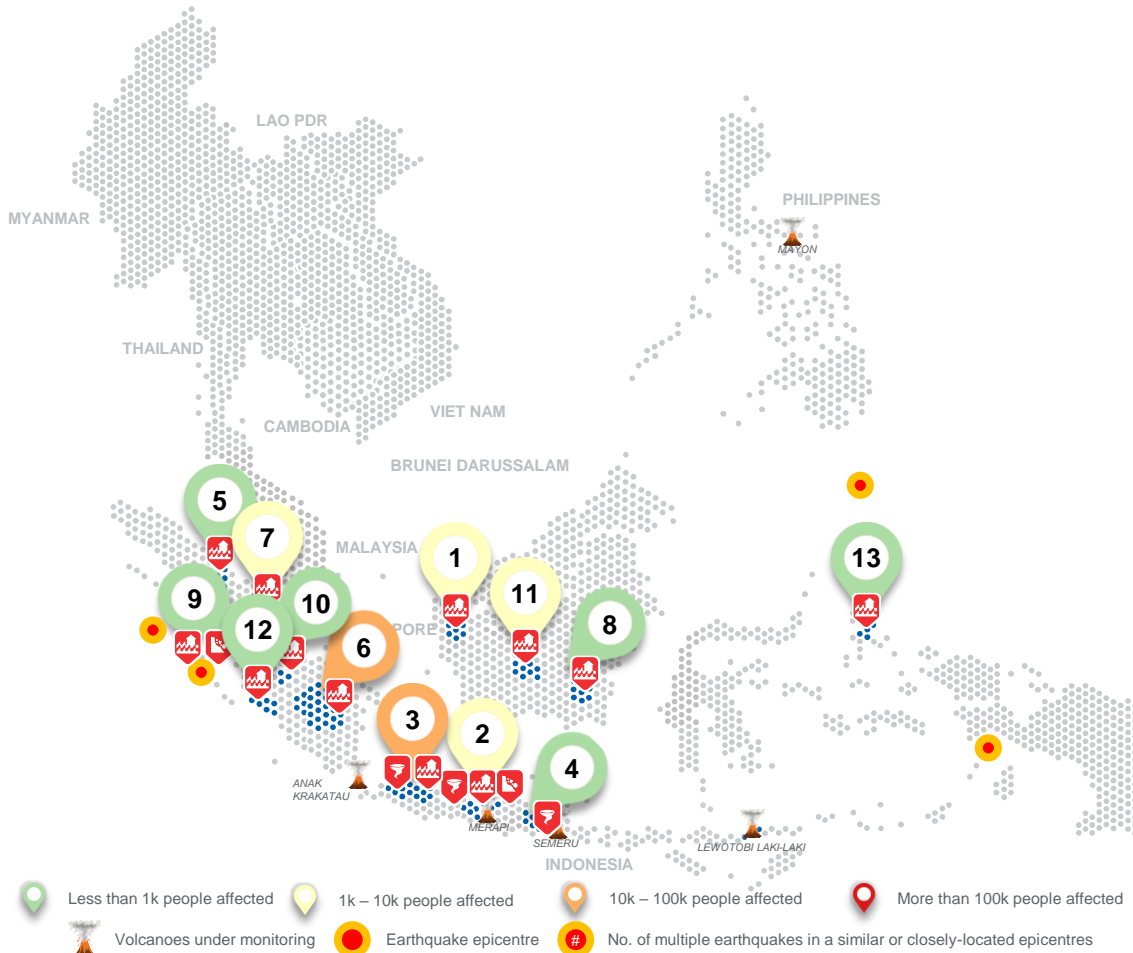 LAO PDR
PHILIPPINES
MYANMAR
MAYON
THAILAND
VIET NAM
CAMBODIA
BRUNEI DARUSSALAM
5
7
MALAYSIA
1
13
9
10
11
12
6
PORE
8
3
2
4
ANAK
KRAKATAU
MERAPI
SEMERU
LEWOTOBI LAKI-LAKI
INDONESIA
Less than 1k people affected
1k – 10k people affected
10k – 100k people affected
More than 100k people affected
Volcanoes under monitoring
Earthquake epicentre
#
No. of multiple earthquakes in a similar or closely-located epicentres